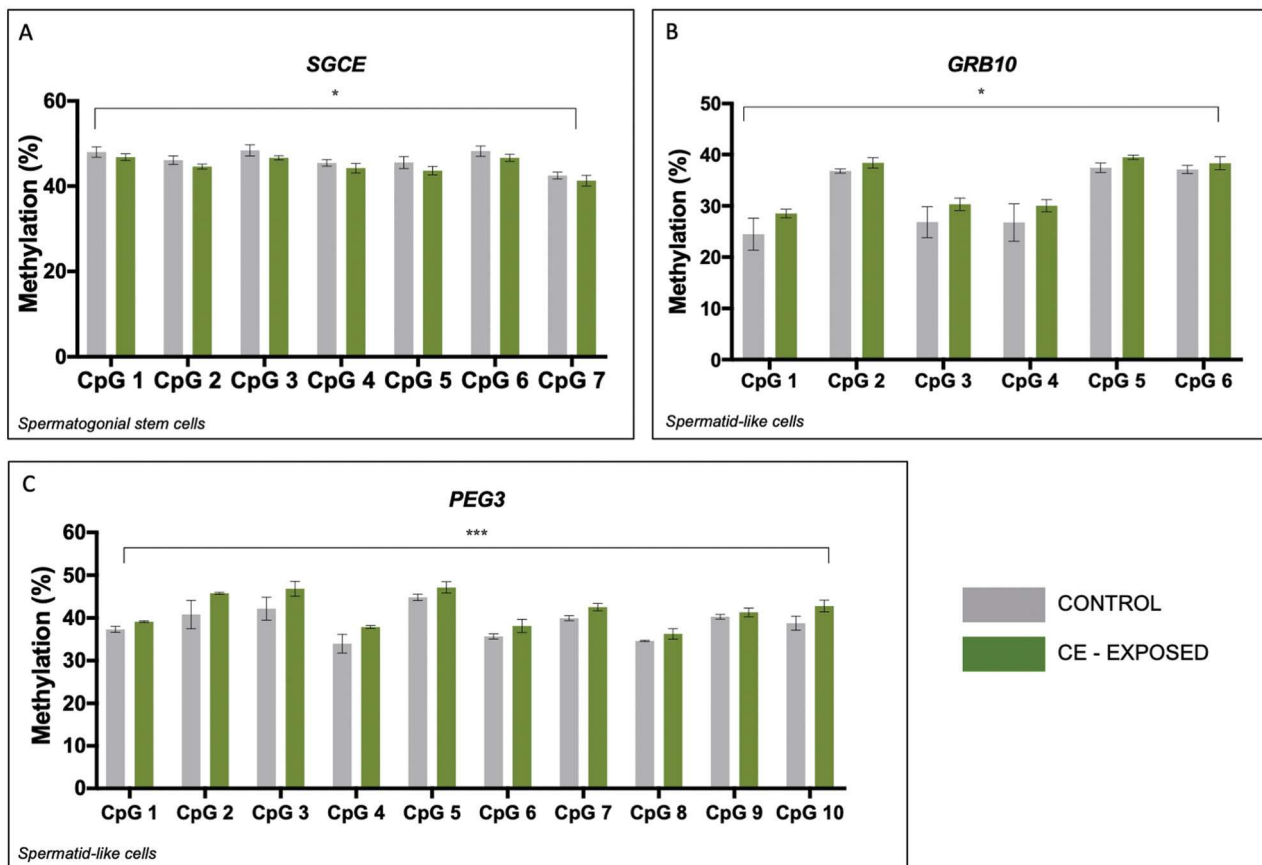 A
SGCE
*
Methylation (%)
60
40
20
0
CpG 1 CpG 2 CpG 3 CpG 4 CpG 5 CpG 6 CpG 7
Spermatogonial stem cells
B
GRB10
*
Methylation (%)
50
40
30
20
10
0
CpG 1 CpG 2 CpG 3 CpG 4 CpG 5 CpG 6
Spermatid-like cells
C
PEG3
***
Methylation (%)
60
50
40
30
20
10
0
CpG 1 CpG 2 CpG 3 CpG 4 CpG 5 CpG 6 CpG 7 CpG 8 CpG 9 CpG 10
Spermatid-like cells
CONTROL
CE - EXPOSED